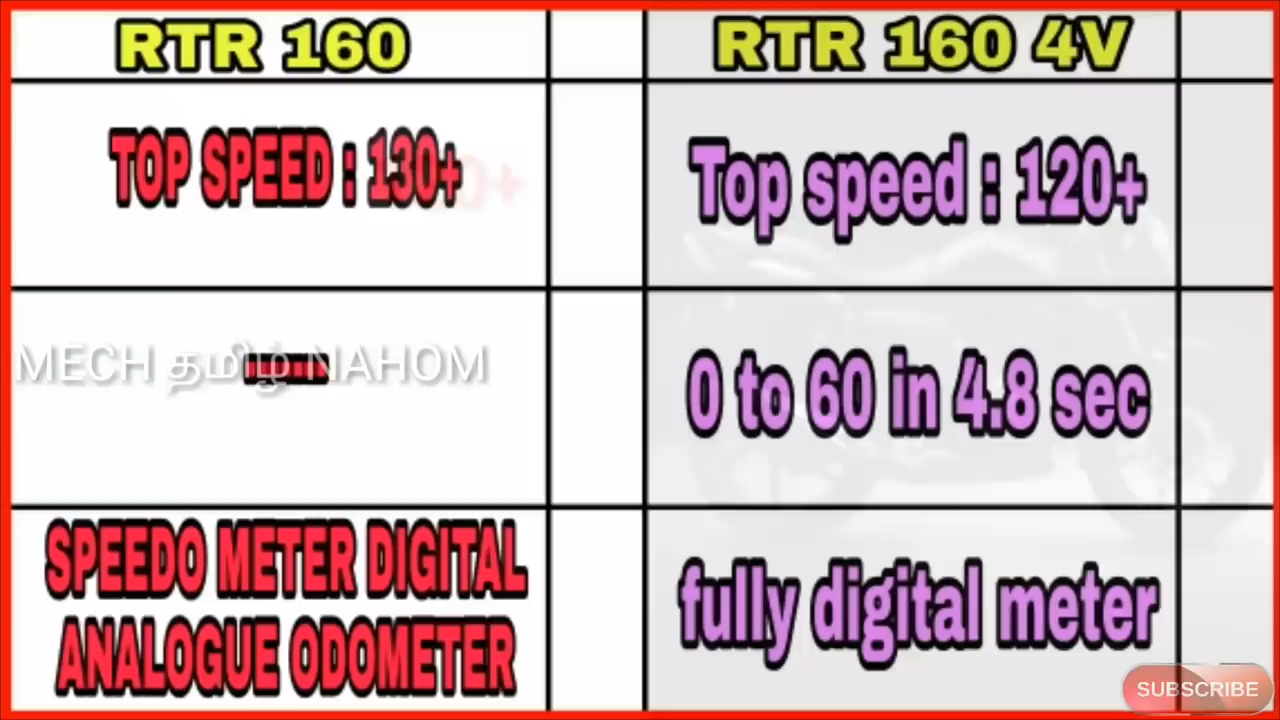 RTR 160
RTR 160 4V
TOP SPEED : 130+
Top speed : 120+
MECH தமிழ் NAHOM
0 to 60 in 4.8 sec
SPEEDO METER DIGITAL
ANALOGUE ODOMETER
fully digital meter
SUBSCRIBE